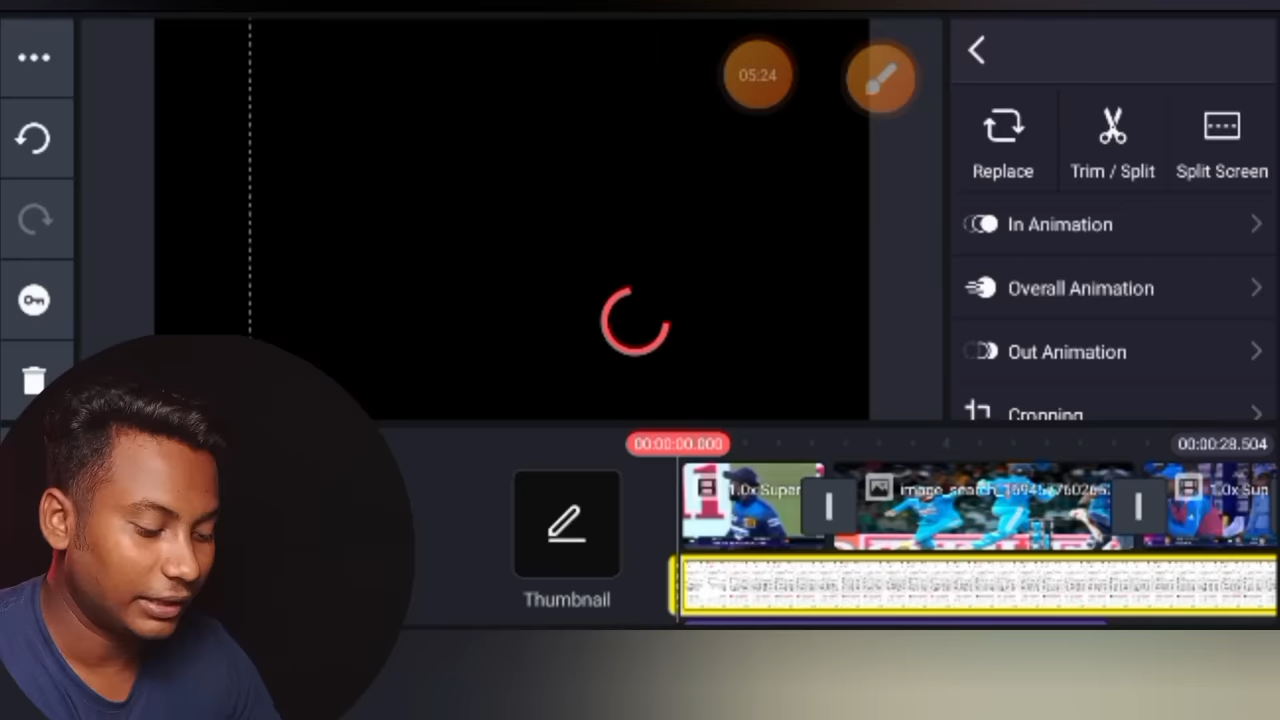 05:24
Replace
Trim / Split
Split Screen
In Animation
Overall Animation
Out Animation
Cropping
00:00:00.000
00:00:28.504
1.0x Super
1.0x Sup
Thumbnail